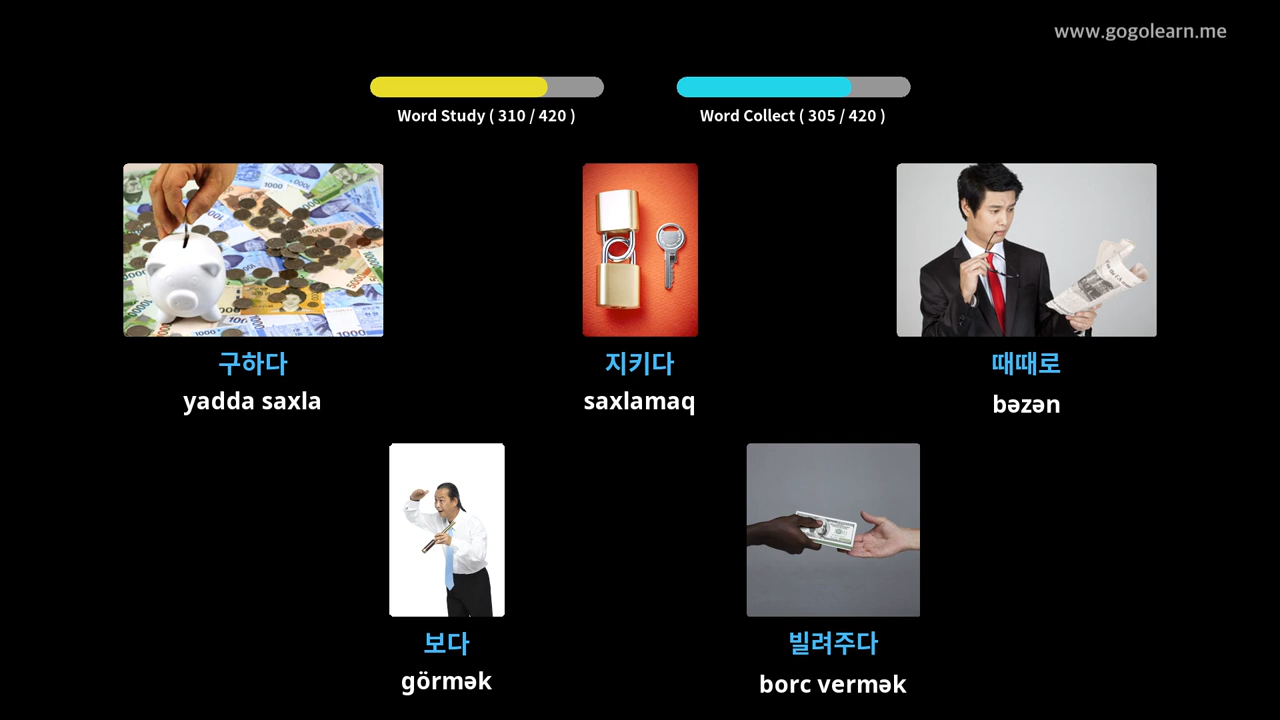 www.gogolearn.me
Word Study ( 310 / 420 )
Word Collect ( 305 / 420 )
구하다
yadda saxla
지키다
saxlamaq
때때로
bəzən
보다
görmək
빌려주다
borc vermək